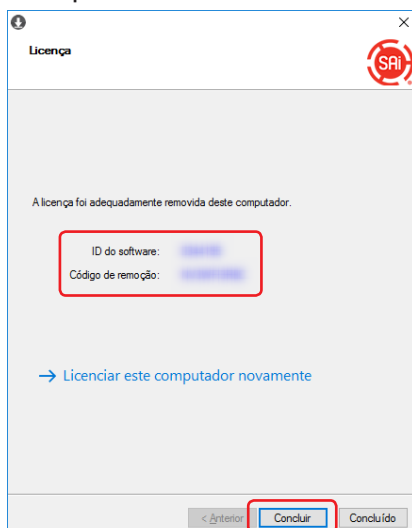 Licença
SAi
A licença foi adequadamente removida deste computador.
ID do software:
Código de remoção:
→ Licenciar este computador novamente
< Anterior
Concluir
Concluído